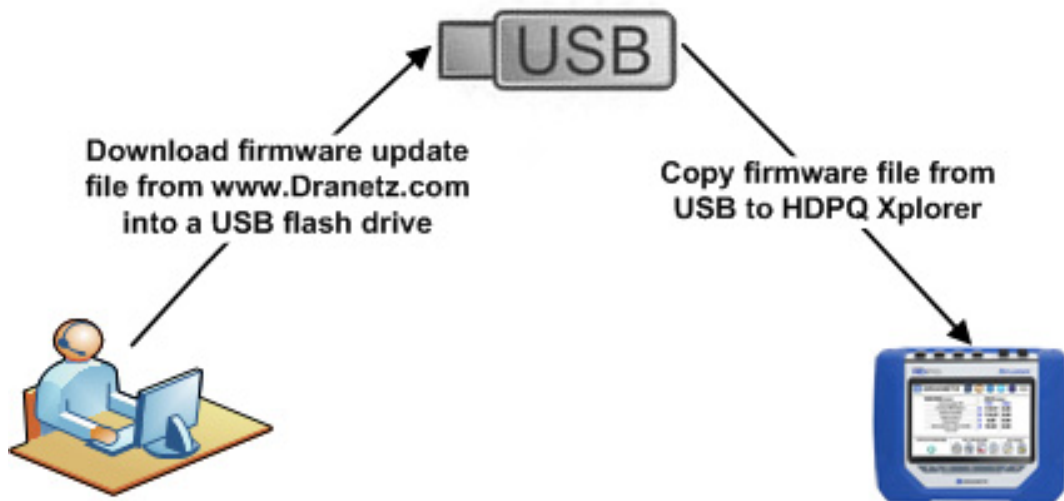 USB
Download firmware update
file from www.Dranetz.com
into a USB flash drive
Copy firmware file from
USB to HDPQ Xplorer